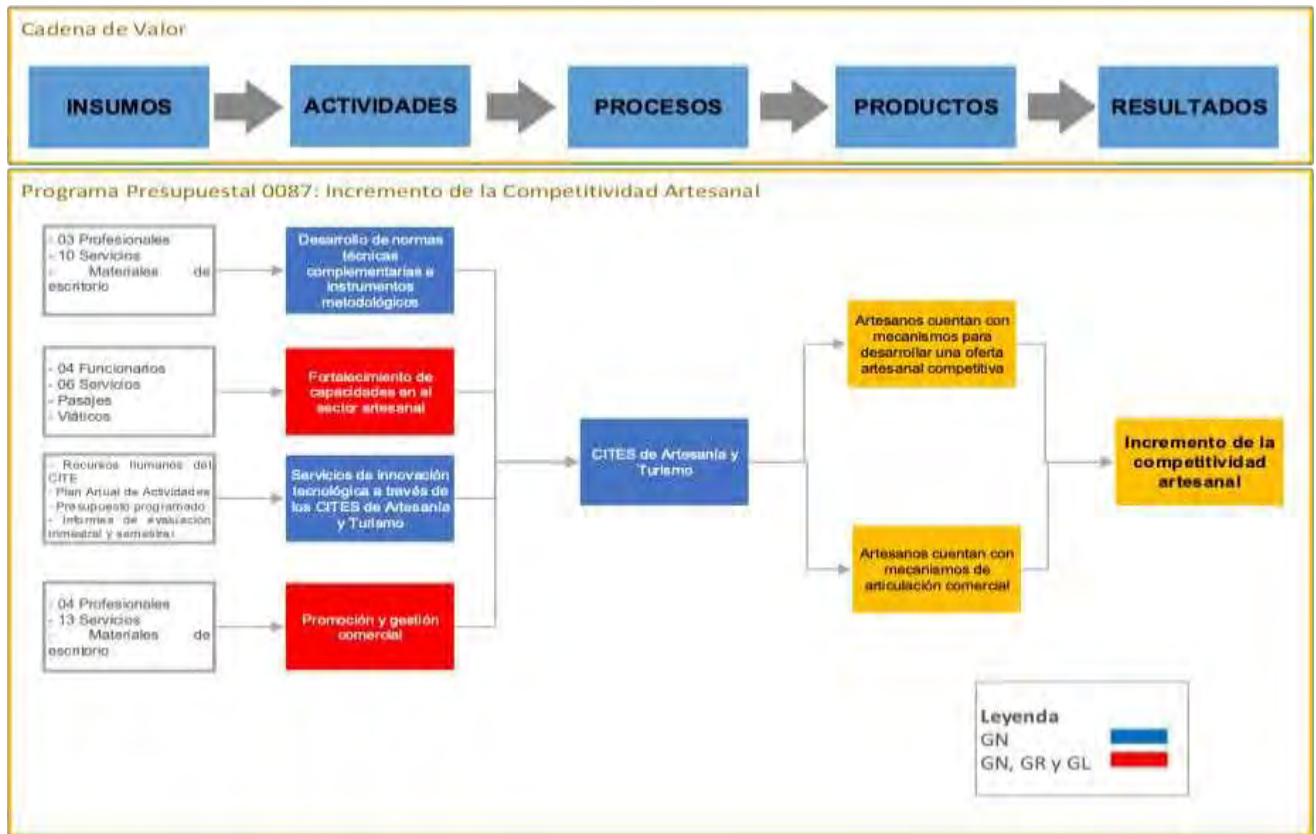 Cadena de Valor
INSUMOS
ACTIVIDADES
PROCESOS
PRODUCTOS
RESULTADOS
Programa Presupuestal 0087: Incremento de la Competitividad Artesanal
- 03 Profesionales
- 10 Servicios
- Materiales de
escritorio
Desarrollo de normas
técnicas
complementarias e
instrumentos
metodológicos
- 04 Funcionarios
- 06 Servicios
- Pasajes
- Viáticos
Fortalecimiento de
capacidades en el
sector artesanal
- Recursos humanos del
CITE
- Plan Anual de Actividades
- Presupuesto programado
- Informes de evaluación
trimestral y semestral
Servicios de innovación
tecnológica a través de
los CITES de Artesanía
y Turismo
- 04 Profesionales
- 13 Servicios
- Materiales de
escritorio
Promoción y gestión
comercial
CITES de Artesanía y
Turismo
Artesanos cuentan con
mecanismos para
desarrollar una oferta
artesanal competitiva
Artesanos cuentan con
mecanismos de
articulación comercial
Incremento de la
competitividad
artesanal
Leyenda
GN
GN, GR y GL